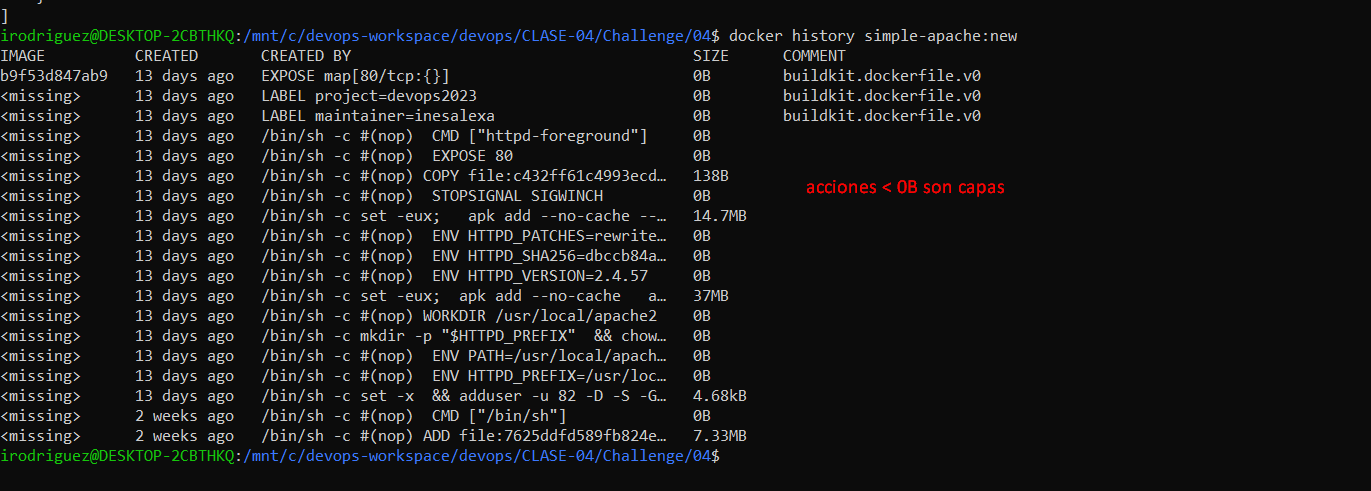 ]
irodriguez@DESKTOP-2CBTHKQ:/mnt/c/devops-workspace/devops/CLASE-04/Challenge/04$ docker history simple-apache:new
IMAGE CREATED CREATED BY SIZE COMMENT
b9f53d847ab9 13 days ago EXPOSE map[80/tcp:{}] 0B buildkit.dockerfile.v0
<missing> 13 days ago LABEL project=devops2023 0B buildkit.dockerfile.v0
<missing> 13 days ago LABEL maintainer=inesalexa 0B buildkit.dockerfile.v0
<missing> 13 days ago /bin/sh -c #(nop) CMD ["httpd-foreground"] 0B
<missing> 13 days ago /bin/sh -c #(nop) EXPOSE 80 0B
<missing> 13 days ago /bin/sh -c #(nop) COPY file:c432ff61c4993ecd… 138B
acciones < 0B son capas
<missing> 13 days ago /bin/sh -c #(nop) STOPSIGNAL SIGWINCH 0B
<missing> 13 days ago /bin/sh -c set -eux; apk add --no-cache --… 14.7MB
<missing> 13 days ago /bin/sh -c #(nop) ENV HTTPD_PATCHES=rewrite… 0B
<missing> 13 days ago /bin/sh -c #(nop) ENV HTTPD_SHA256=dbccb84a… 0B
<missing> 13 days ago /bin/sh -c #(nop) ENV HTTPD_VERSION=2.4.57 0B
<missing> 13 days ago /bin/sh -c set -eux; apk add --no-cache a… 37MB
<missing> 13 days ago /bin/sh -c #(nop) WORKDIR /usr/local/apache2 0B
<missing> 13 days ago /bin/sh -c mkdir -p "$HTTPD_PREFIX" && chow… 0B
<missing> 13 days ago /bin/sh -c #(nop) ENV PATH=/usr/local/apach… 0B
<missing> 13 days ago /bin/sh -c #(nop) ENV HTTPD_PREFIX=/usr/loc… 0B
<missing> 13 days ago /bin/sh -c set -x && adduser -u 82 -D -S -G… 4.68kB
<missing> 2 weeks ago /bin/sh -c #(nop) CMD ["/bin/sh"] 0B
<missing> 2 weeks ago /bin/sh -c #(nop) ADD file:7625ddfd589fb824e… 7.33MB
irodriguez@DESKTOP-2CBTHKQ:/mnt/c/devops-workspace/devops/CLASE-04/Challenge/04$